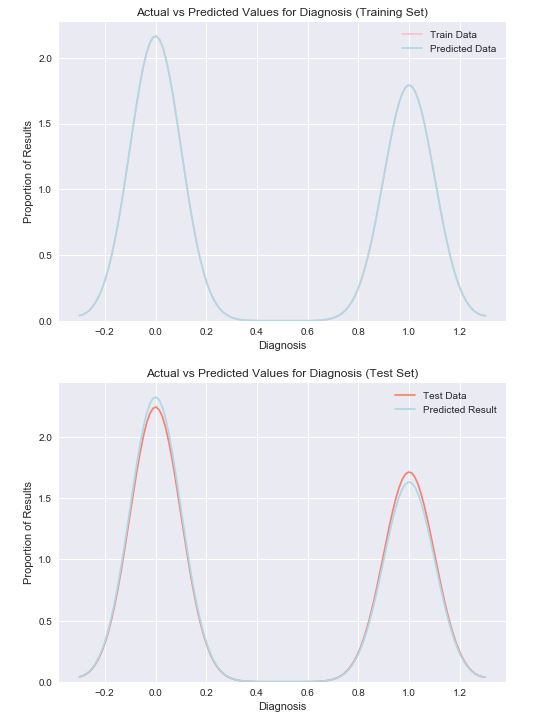 Actual vs Predicted Values for Diagnosis (Training Set)
Train Data
Predicted Data
2.0
1.5
1.0
0.5
0.0
Proportion of Results
−0.2 0.0 0.2 0.4 0.6 0.8 1.0 1.2
Diagnosis
Actual vs Predicted Values for Diagnosis (Test Set)
Test Data
Predicted Result
2.0
1.5
1.0
0.5
0.0
Proportion of Results
−0.2 0.0 0.2 0.4 0.6 0.8 1.0 1.2
Diagnosis